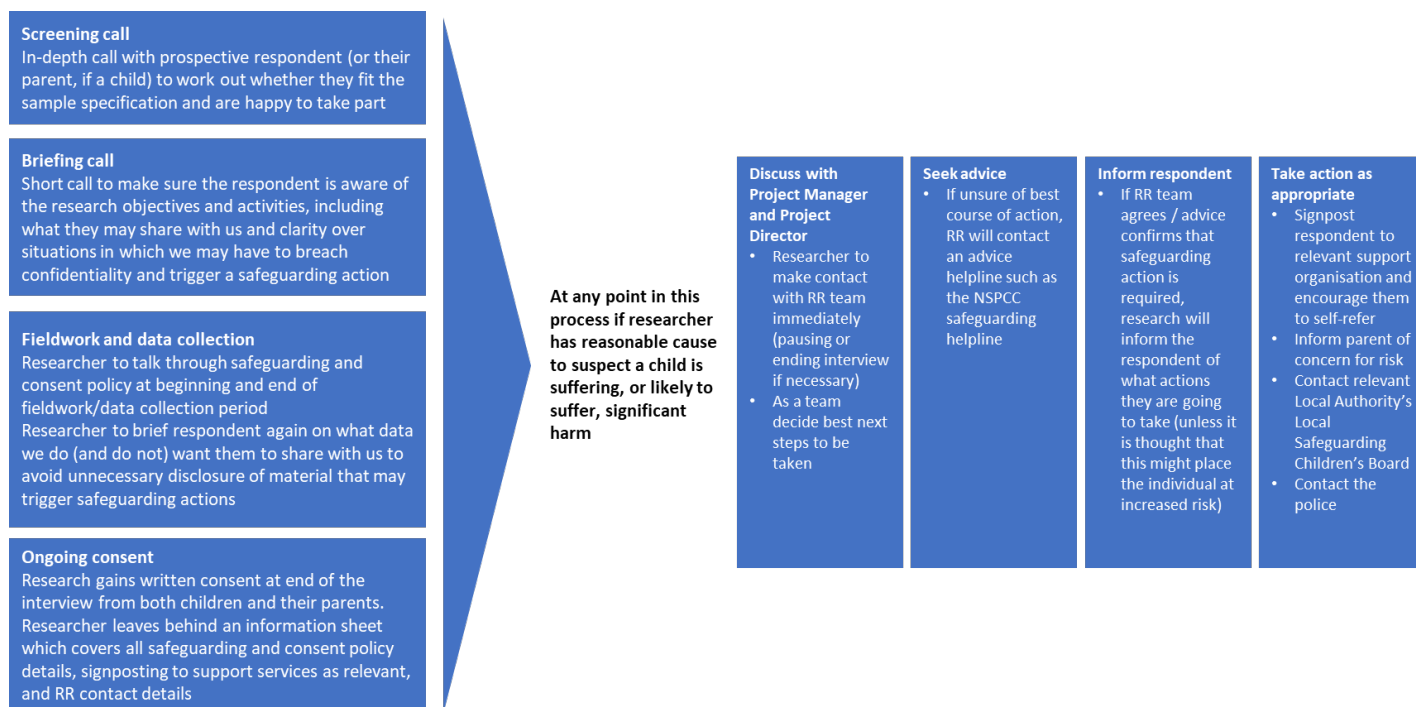 Screening call
In-depth call with prospective respondent (or their
parent, if a child) to work out whether they fit the
sample specification and are happy to take part
Briefing call
Short call to make sure the respondent is aware of
the research objectives and activities, including
what they may share with us and clarity over
situations in which we may have to breach
confidentiality and trigger a safeguarding action
Fieldwork and data collection
Researcher to talk through safeguarding and
consent policy at beginning and end of
fieldwork/data collection period
Researcher to brief respondent again on what data
we do (and do not) want them to share with us to
avoid unnecessary disclosure of material that may
trigger safeguarding actions
Ongoing consent
Research gains written consent at end of the
interview from both children and their parents.
Researcher leaves behind an information sheet
which covers all safeguarding and consent policy
details, signposting to support services as relevant,
and RR contact details
At any point in this
process if researcher
has reasonable cause
to suspect a child is
suffering, or likely to
suffer, significant
harm
Discuss with
Project Manager
and Project
Director
• Researcher to
make contact
with RR team
immediately
(pausing or
ending interview
if necessary)
• As a team
decide best next
steps to be
taken
Seek advice
• If unsure of best
course of action,
RR will contact
an advice
helpline such as
the NSPCC
safeguarding
helpline
Inform respondent
• If RR team
agrees / advice
confirms that
safeguarding
action is
required,
research will
inform the
respondent of
what actions
they are going
to take (unless it
is thought that
this might place
the individual at
increased risk)
Take action as
appropriate
• Signpost
respondent to
relevant support
organisation and
encourage them
to self-refer
• Inform parent of
concern for risk
• Contact relevant
Local Authority's
Local
Safeguarding
Children's Board
• Contact the
police